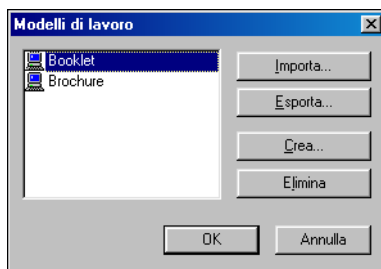 Modelli di lavoro
Booklet
Brochure
Importa...
Esporta...
Crea...
Elimina
OK
Annulla